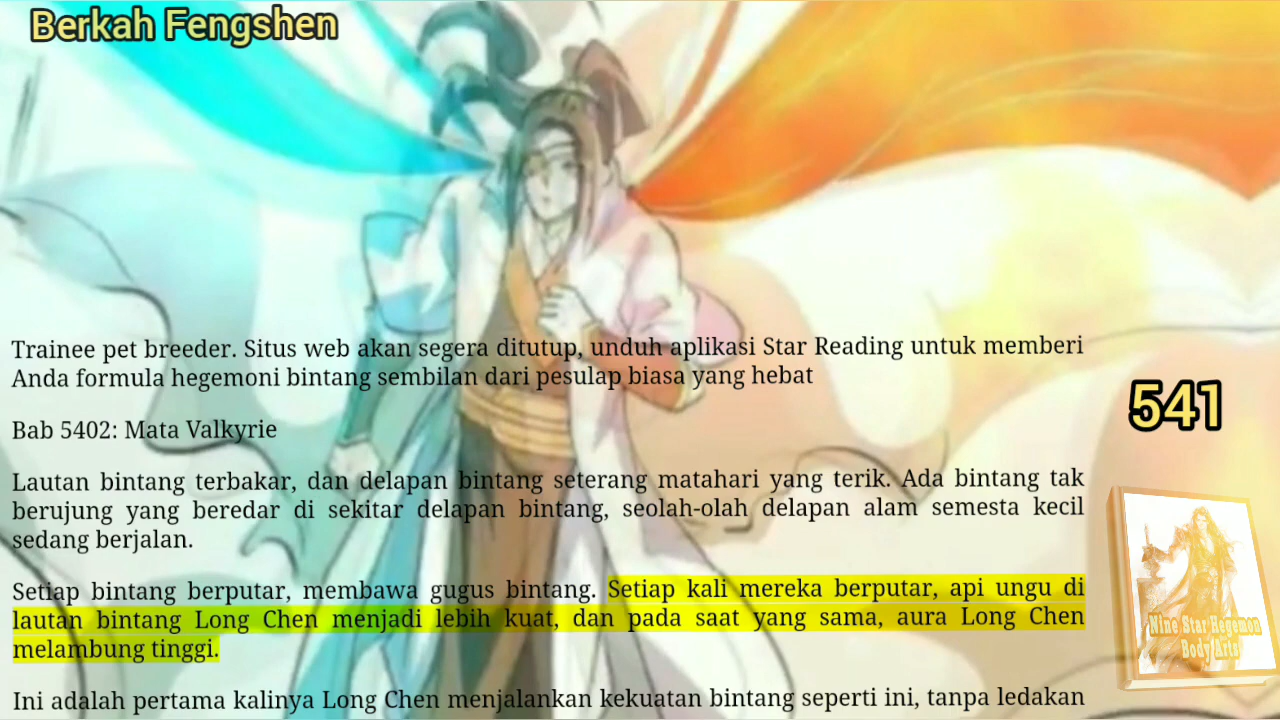 Berkah Fengshen
Trainee pet breeder. Situs web akan segera ditutup, unduh aplikasi Star Reading untuk memberi
Anda formula hegemoni bintang sembilan dari pesulap biasa yang hebat
Bab 5402: Mata Valkyrie
Lautan bintang terbakar, dan delapan bintang seterang matahari yang terik. Ada bintang tak
berujung yang beredar di sekitar delapan bintang, seolah-olah delapan alam semesta kecil
sedang berjalan.
Setiap bintang berputar, membawa gugus bintang. Setiap kali mereka berputar, api ungu di
lautan bintang Long Chen menjadi lebih kuat, dan pada saat yang sama, aura Long Chen
melambung tinggi.
Ini adalah pertama kalinya Long Chen menjalankan kekuatan bintang seperti ini, tanpa ledakan
541
Nine Star Hegemon
Body Arts